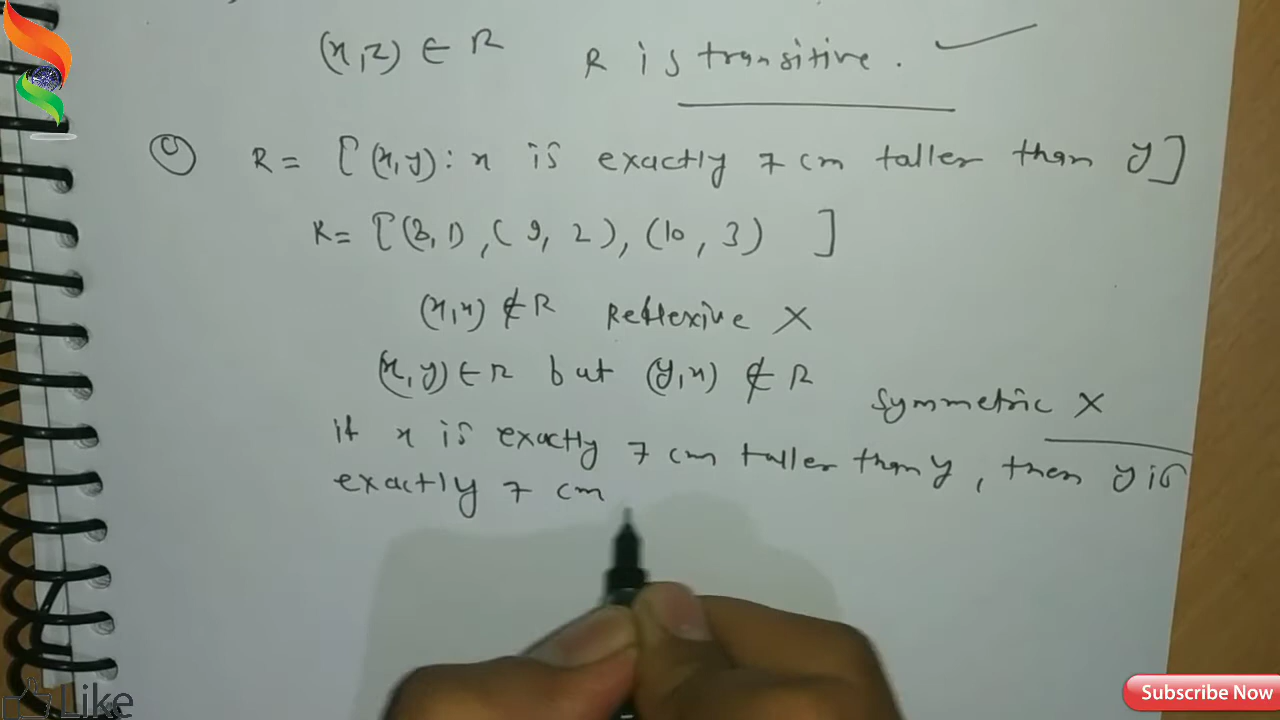 (x,z) ∈ R R is transitive.
(c) R = [(x,y): x is exactly 7 cm taller than y]
R = [(8,1), (9, 2), (10, 3) ]
(x,x) ∉ R Reflexive ×
(x,y) ∈ R but (y,x) ∉ R
Symmetric ×
if x is exactly 7 cm taller than y, then y is
exactly 7 cm
Like
Subscribe Now